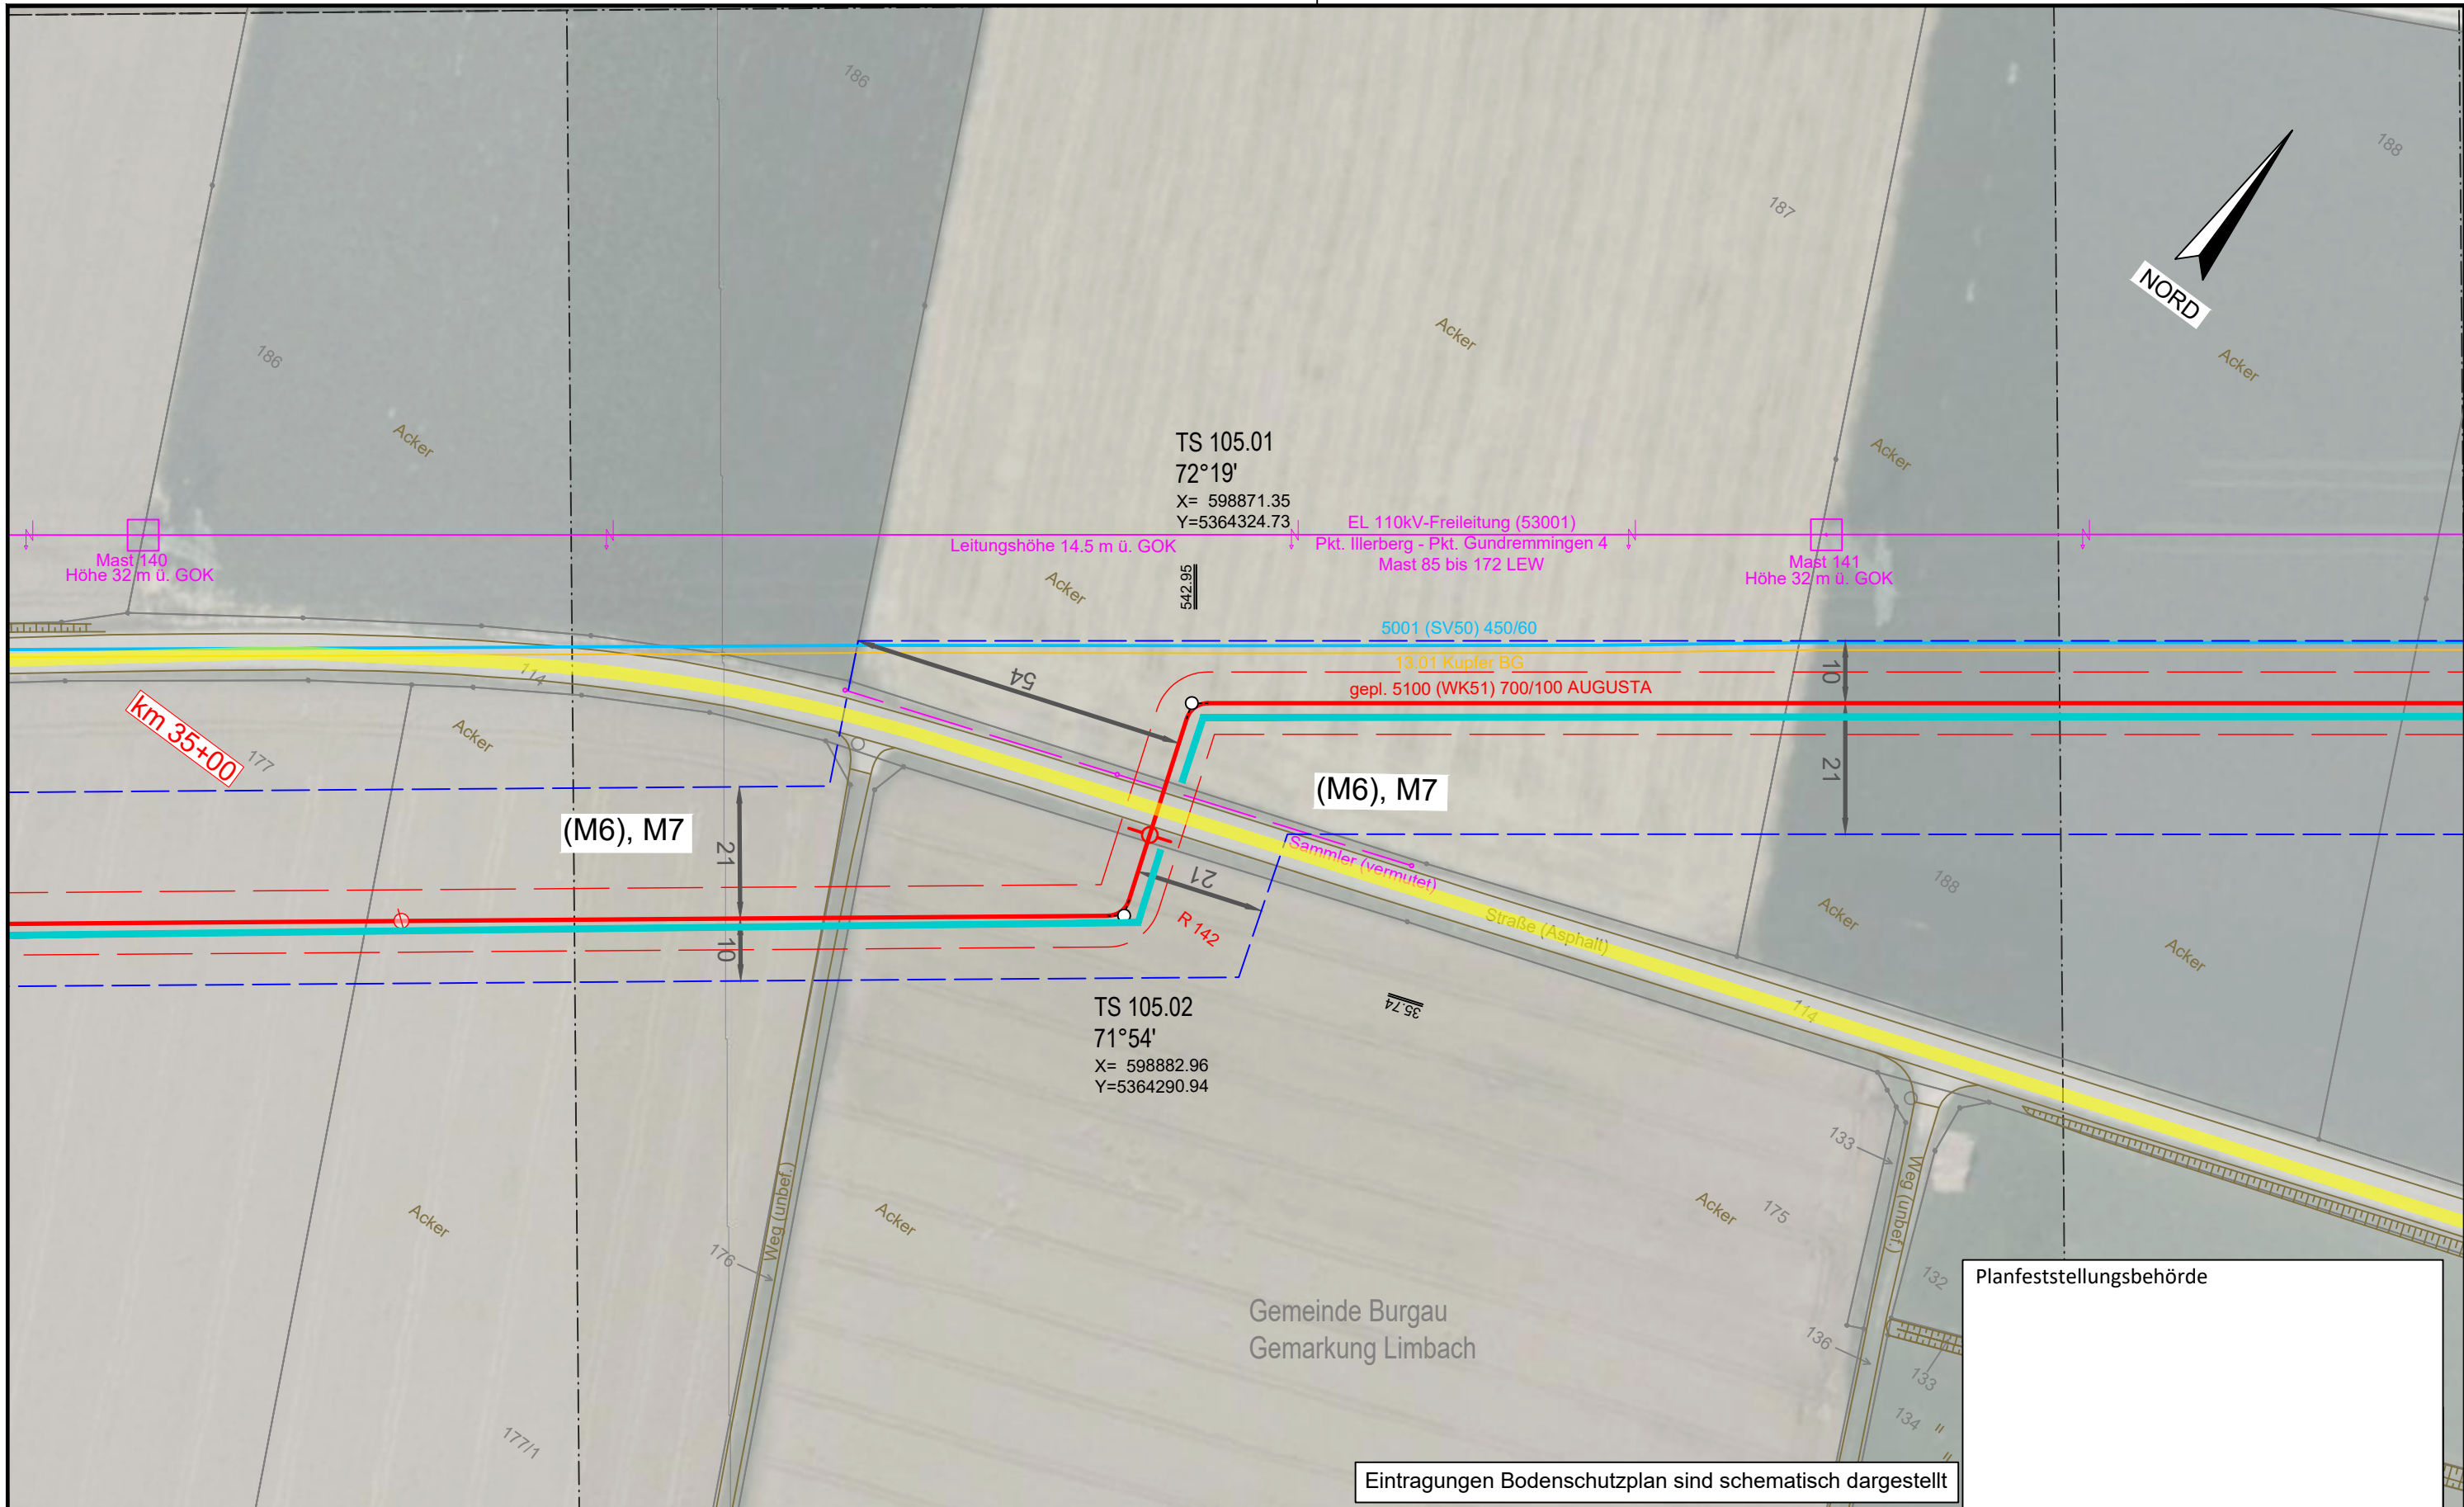 186
188
187
NORD
Acker
Acker
186
Acker
Acker
TS 105.01
72°19'
X= 598871.35
Y=5364324.73
EL 110kV-Freileitung (53001)
Leitungshöhe 14.5 m ü. GOK
Pkt. Illerberg - Pkt. Gundremmingen 4
Mast 85 bis 172 LEW
Mast 140
Höhe 32 m ü. GOK
Mast 141
Höhe 32 m ü. GOK
Acker
542.95
5001 (SV50) 450/60
13.01 Kupfer BG
gepl. 5100 (WK51) 700/100 AUGUSTA
54
10
114
km 35+00
177
Acker
21
(M6), M7
(M6), M7
21
Sammler (vermutet)
21
R 142
10
188
Acker
Straße (Asphalt)
Acker
TS 105.02
71°54'
X= 598882.96
Y=5364290.94
35.74
114
133
Weg (unbef.)
Weg (unbef.)
Acker
Acker
Acker
175
176
132
Planfeststellungsbehörde
Gemeinde Burgau
Gemarkung Limbach
136
133
134
177/1
Eintragungen Bodenschutzplan sind schematisch dargestellt